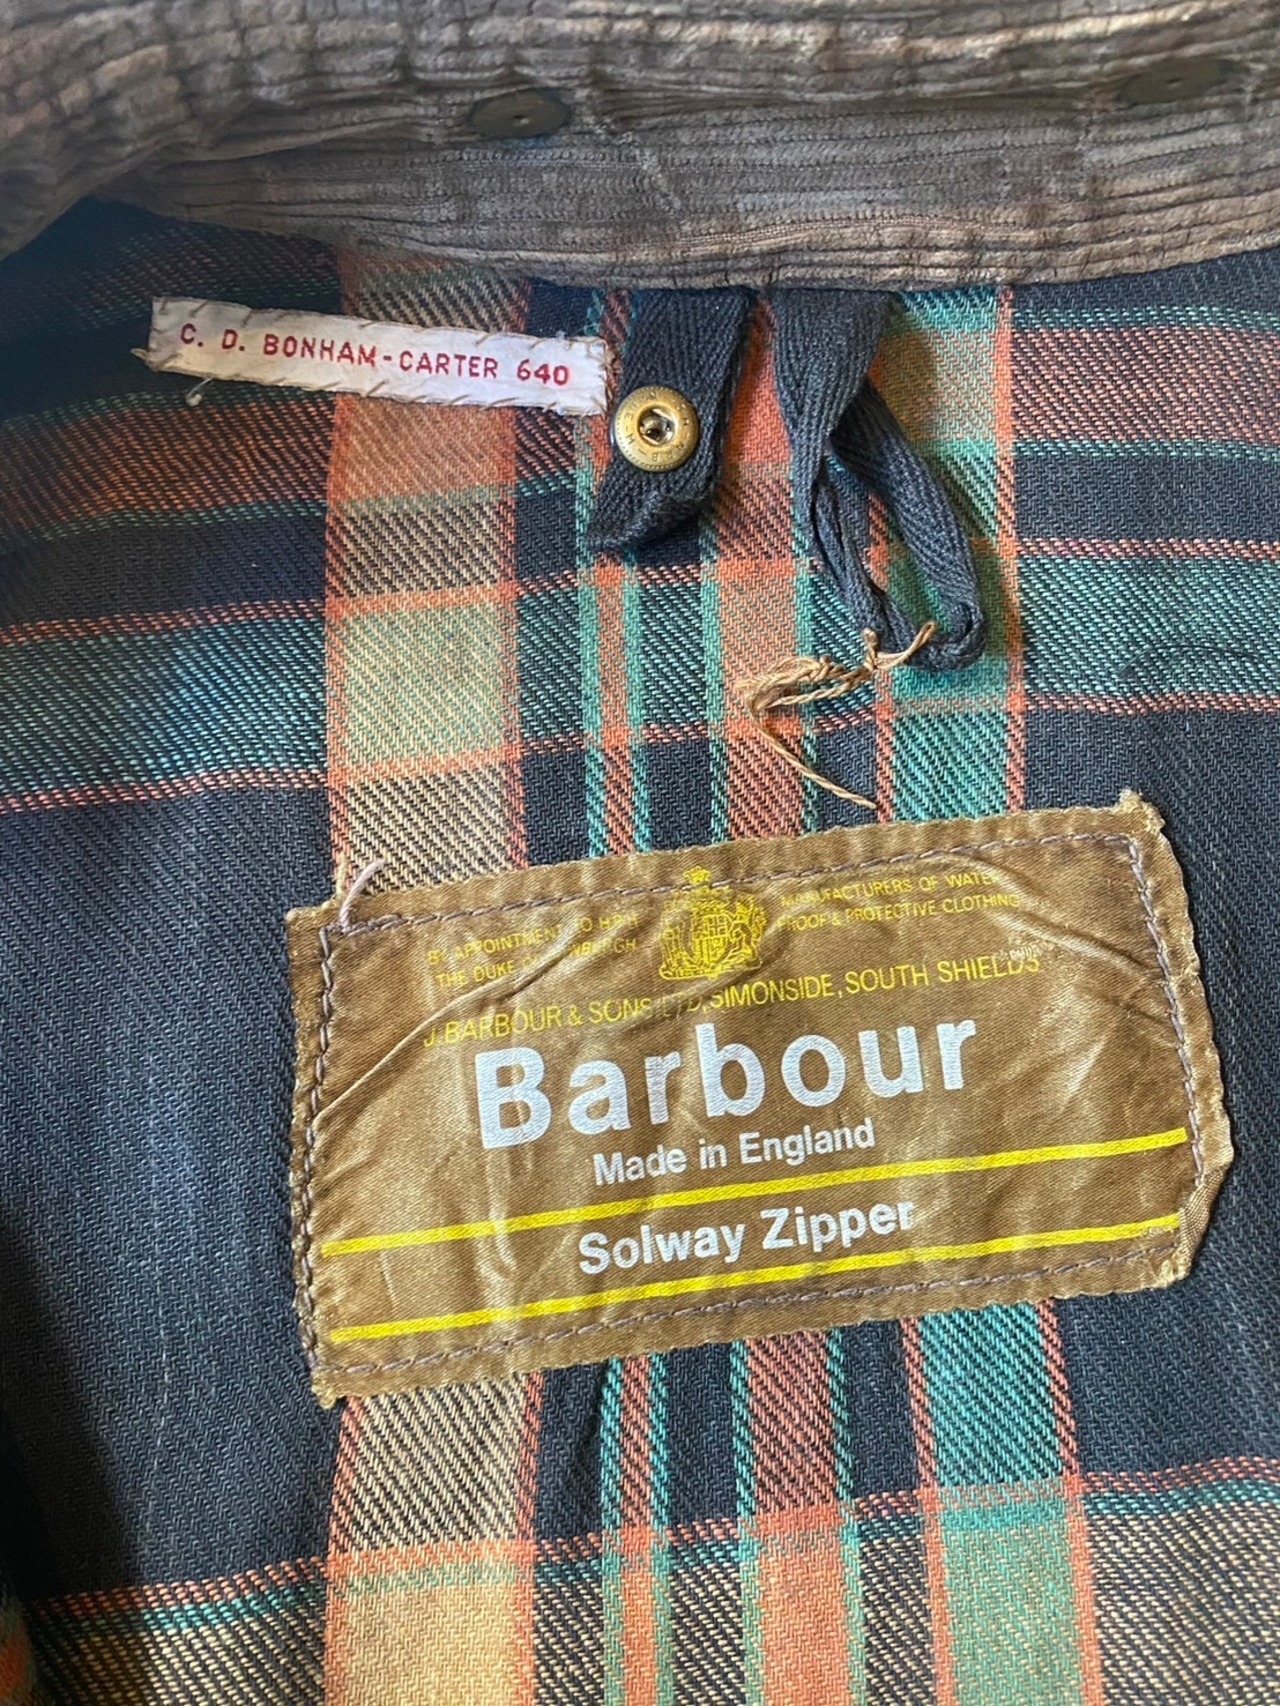 C. D. BONHAM-CARTER 640
BY APPOINTMENT TO H.R.H.
THE DUKE OF EDINBURGH
MANUFACTURERS OF WATER
PROOF & PROTECTIVE CLOTHING
J. BARBOUR & SONS LTD, SIMONSIDE, SOUTH SHIELDS
Barbour
Made in England
Solway Zipper